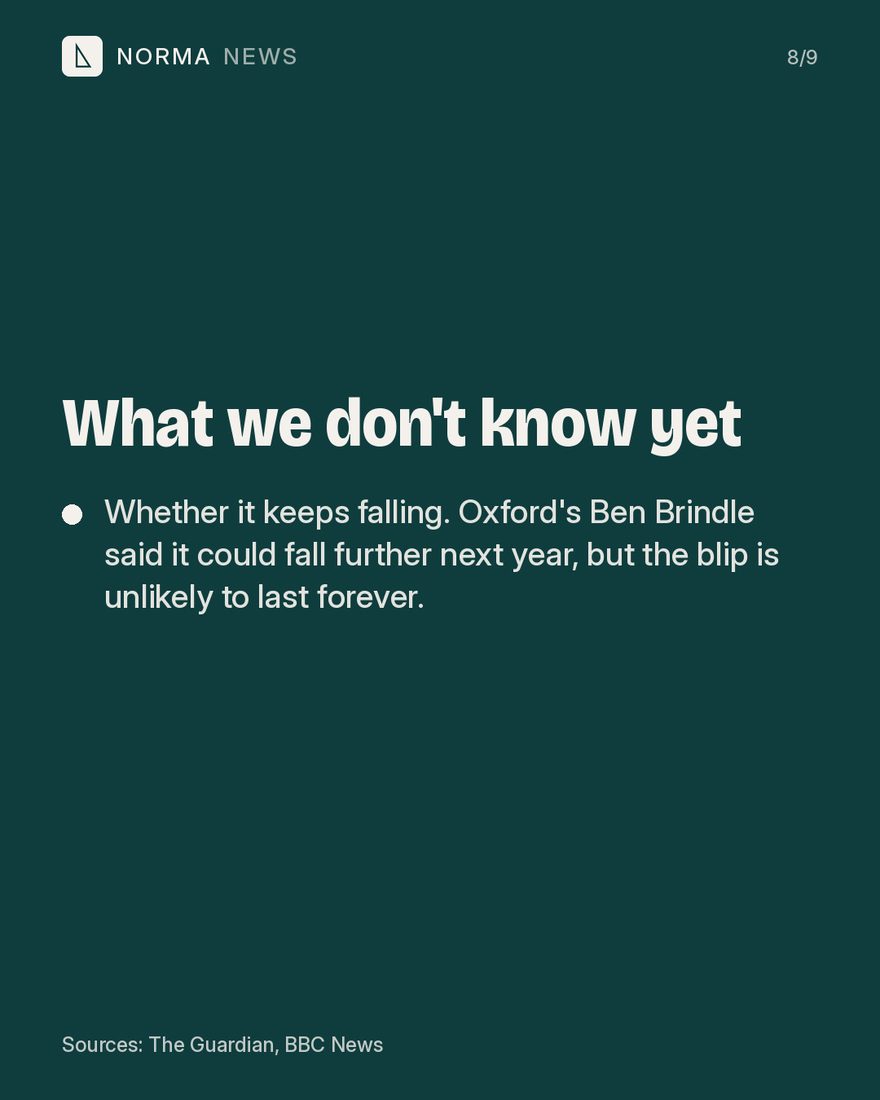 NORMA NEWS
8/9
What we don't know yet
Whether it keeps falling. Oxford's Ben Brindle
said it could fall further next year, but the blip is
unlikely to last forever.
Sources: The Guardian, BBC News